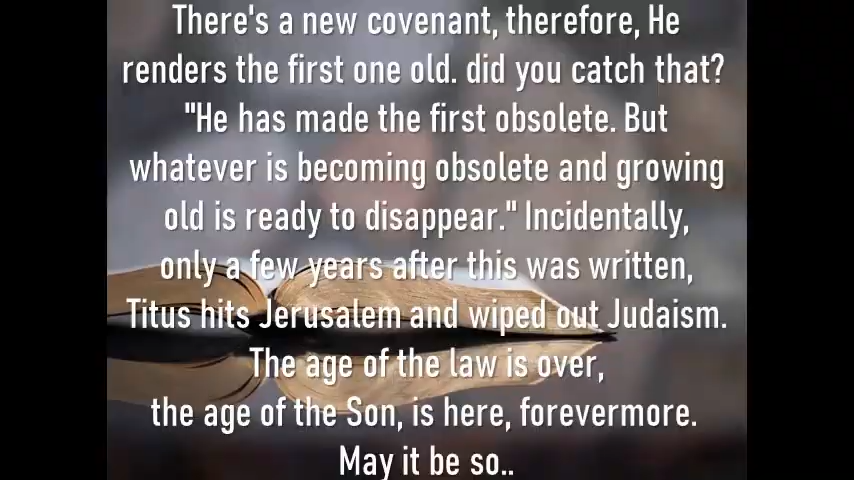 There's a new covenant, therefore, He
renders the first one old. did you catch that?
"He has made the first obsolete. But
whatever is becoming obsolete and growing
old is ready to disappear." Incidentally,
only a few years after this was written,
Titus hits Jerusalem and wiped out Judaism.
The age of the law is over,
the age of the Son, is here, forevermore.
May it be so..